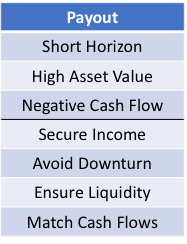 Payout
Short Horizon
High Asset Value
Negative Cash Flow
Secure Income
Avoid Downturn
Ensure Liquidity
Match Cash Flows